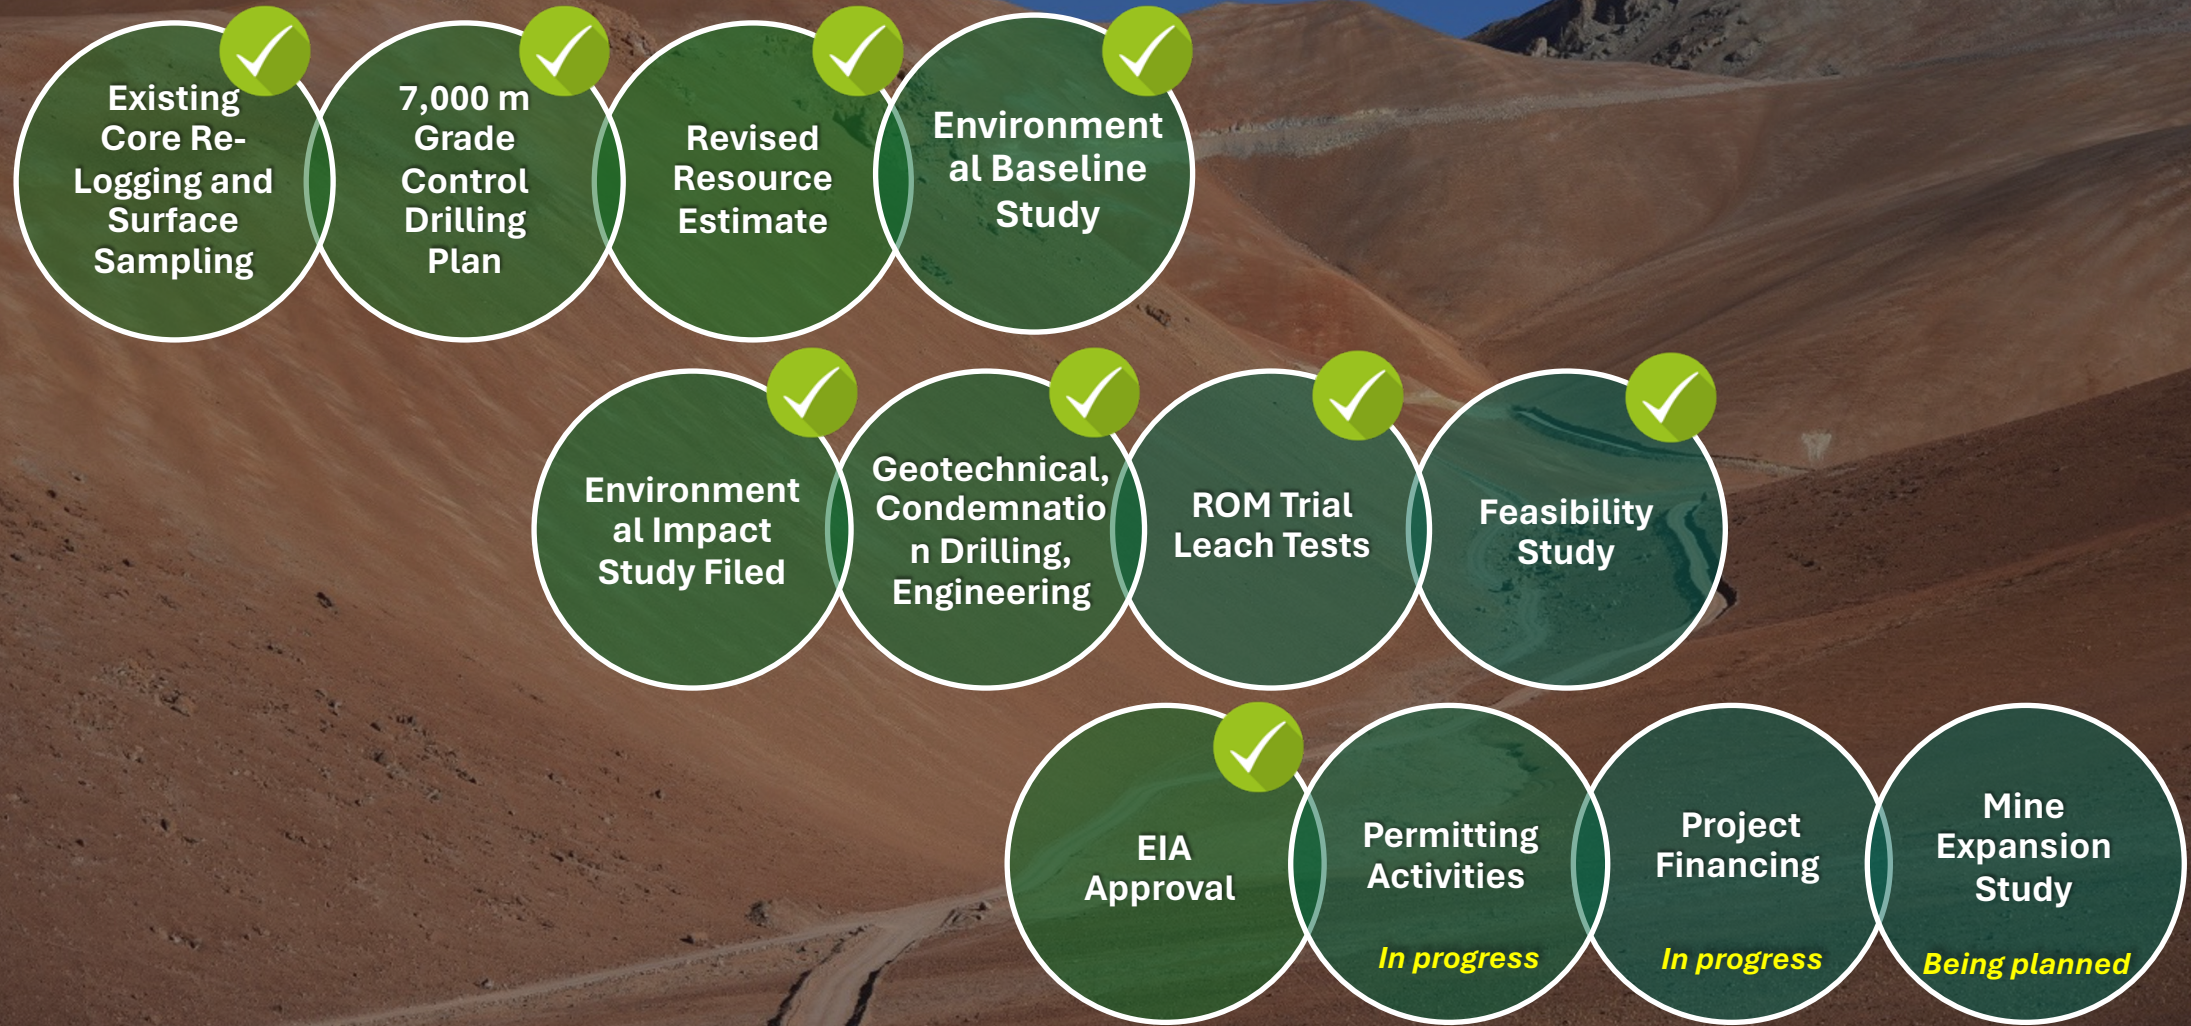 Existing
Core Re-
Logging and
Surface
Sampling
7,000 m
Grade
Control
Drilling
Plan
Revised
Resource
Estimate
Environment
al Baseline
Study
Environment
al Impact
Study Filed
Geotechnical,
Condemnatio
n Drilling,
Engineering
ROM Trial
Leach Tests
Feasibility
Study
EIA
Approval
Permitting
Activities
In progress
Project
Financing
In progress
Mine
Expansion
Study
Being planned